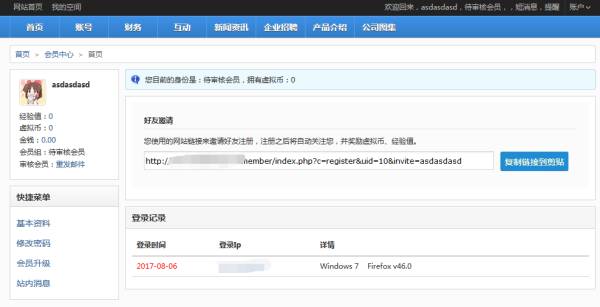 网站首页 我的空间 欢迎回来，asdasdasd，待审核会员，，短消息，提醒 账户
首页 账号 财务 互动 新闻资讯 企业招聘 产品介绍 公司图集
首页 > 会员中心 > 首页
asdasdasd
经验值：0
虚拟币：0
金钱：0.00
会员组：待审核会员
审核会员：重发邮件
快捷菜单
基本资料
修改密码
会员升级
站内消息
您目前的身份是：待审核会员，拥有虚拟币：0
好友邀请
您使用的网站链接来邀请好友注册，注册之后将自动关注您，并奖励虚拟币、经验值。
http:/ member/index.php?c=register&uid=10&invite=asdasdasd 复制链接到剪贴
登录记录
登录时间 登录Ip 详情
2017-08-06 Windows 7 Firefox v46.0